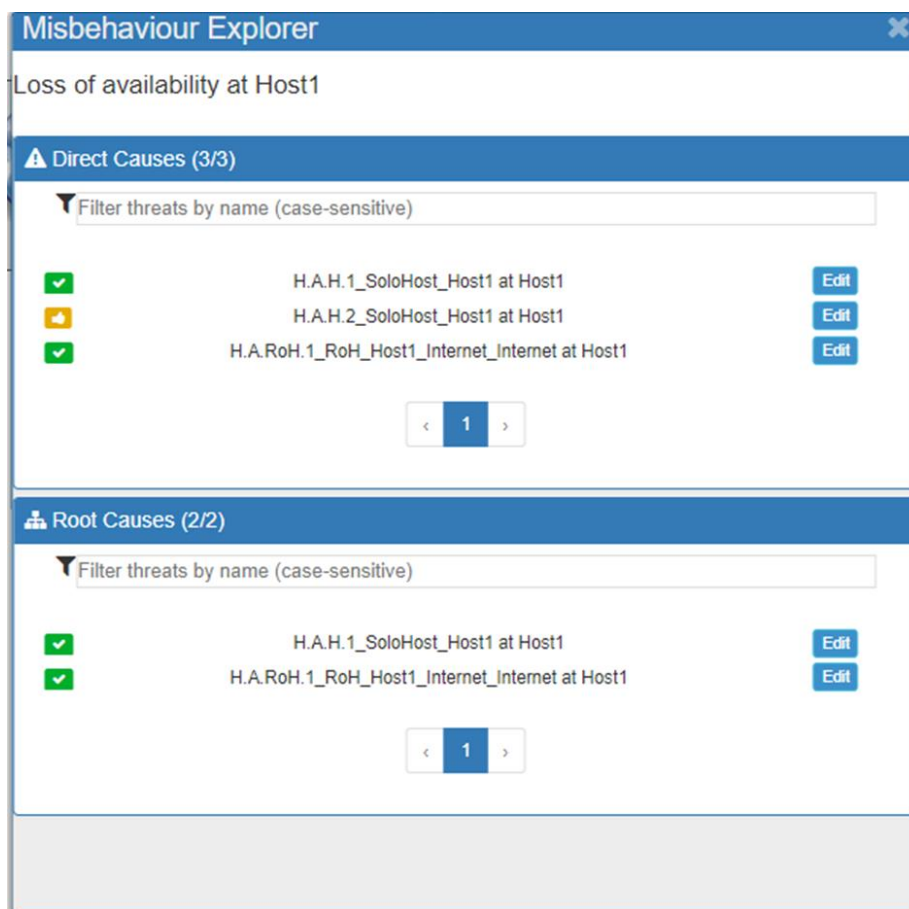 Misbehaviour Explorer
Loss of availability at Host1
Direct Causes (3/3)
Filter threats by name (case-sensitive)
H.A.H.1_SoloHost_Host1 at Host1 Edit
H.A.H.2_SoloHost_Host1 at Host1 Edit
H.A.RoH.1_RoH_Host1_Internet_Internet at Host1 Edit
‹ 1 ›
Root Causes (2/2)
Filter threats by name (case-sensitive)
H.A.H.1_SoloHost_Host1 at Host1 Edit
H.A.RoH.1_RoH_Host1_Internet_Internet at Host1 Edit
‹ 1 ›